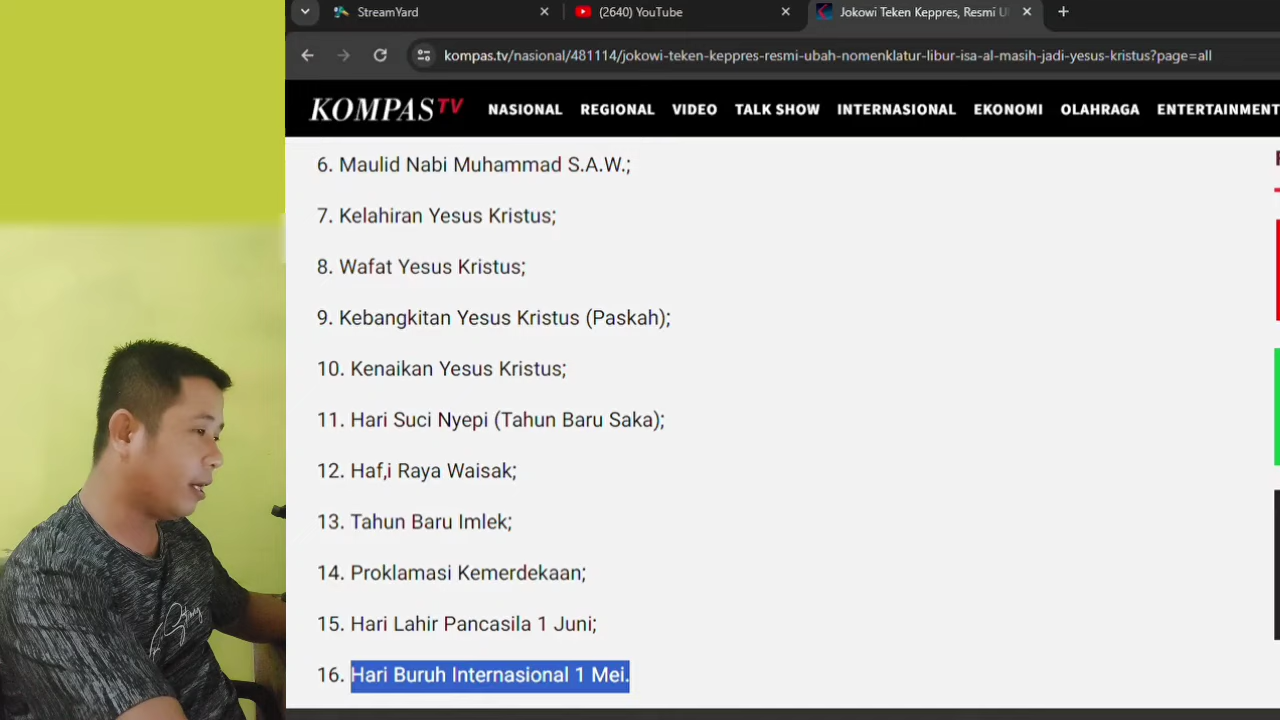 StreamYard
(2640) YouTube
Jokowi Teken Keppres, Resmi U
kompas.tv/nasional/481114/jokowi-teken-keppres-resmi-ubah-nomenklatur-libur-isa-al-masih-jadi-yesus-kristus?page=all
KOMPAS TV
NASIONAL REGIONAL VIDEO TALK SHOW INTERNASIONAL EKONOMI OLAHRAGA ENTERTAINMENT
6. Maulid Nabi Muhammad S.A.W.;
7. Kelahiran Yesus Kristus;
8. Wafat Yesus Kristus;
9. Kebangkitan Yesus Kristus (Paskah);
10. Kenaikan Yesus Kristus;
11. Hari Suci Nyepi (Tahun Baru Saka);
12. Haf,i Raya Waisak;
13. Tahun Baru Imlek;
14. Proklamasi Kemerdekaan;
15. Hari Lahir Pancasila 1 Juni;
16. Hari Buruh Internasional 1 Mei.